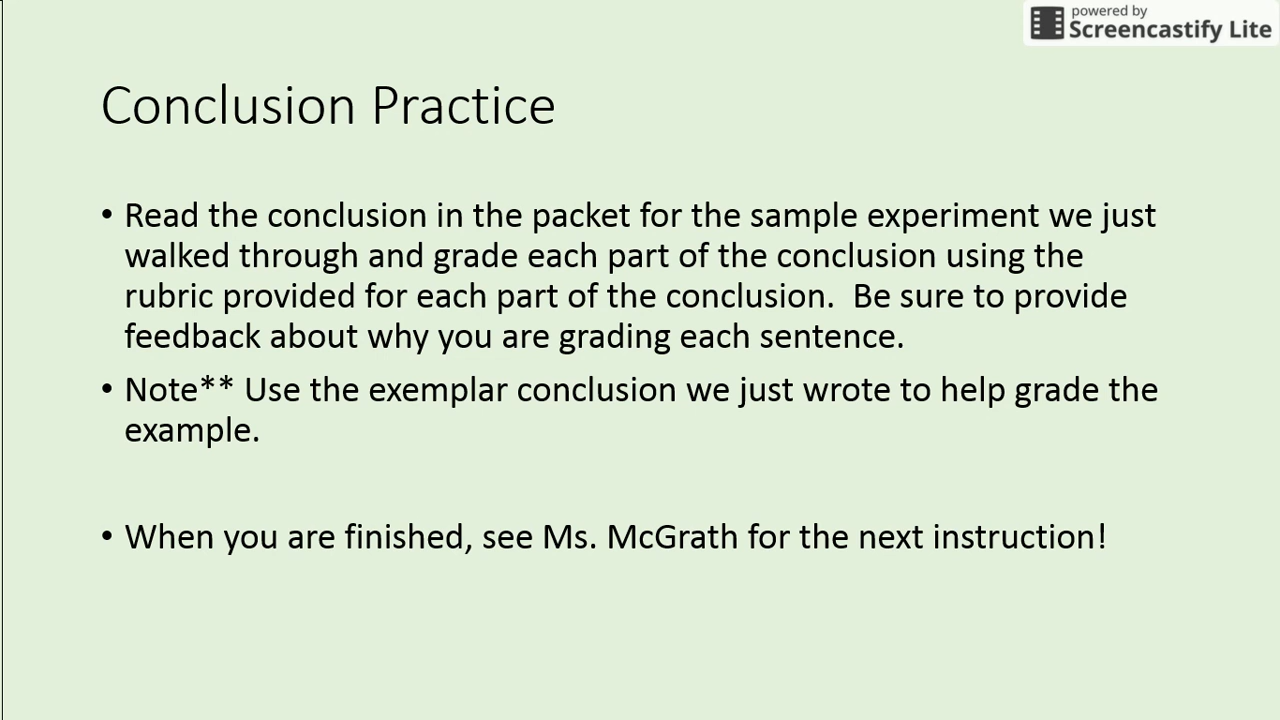 powered by
Screencastify Lite
Conclusion Practice
• Read the conclusion in the packet for the sample experiment we just
walked through and grade each part of the conclusion using the
rubric provided for each part of the conclusion.  Be sure to provide
feedback about why you are grading each sentence.
• Note** Use the exemplar conclusion we just wrote to help grade the
example.
• When you are finished, see Ms. McGrath for the next instruction!